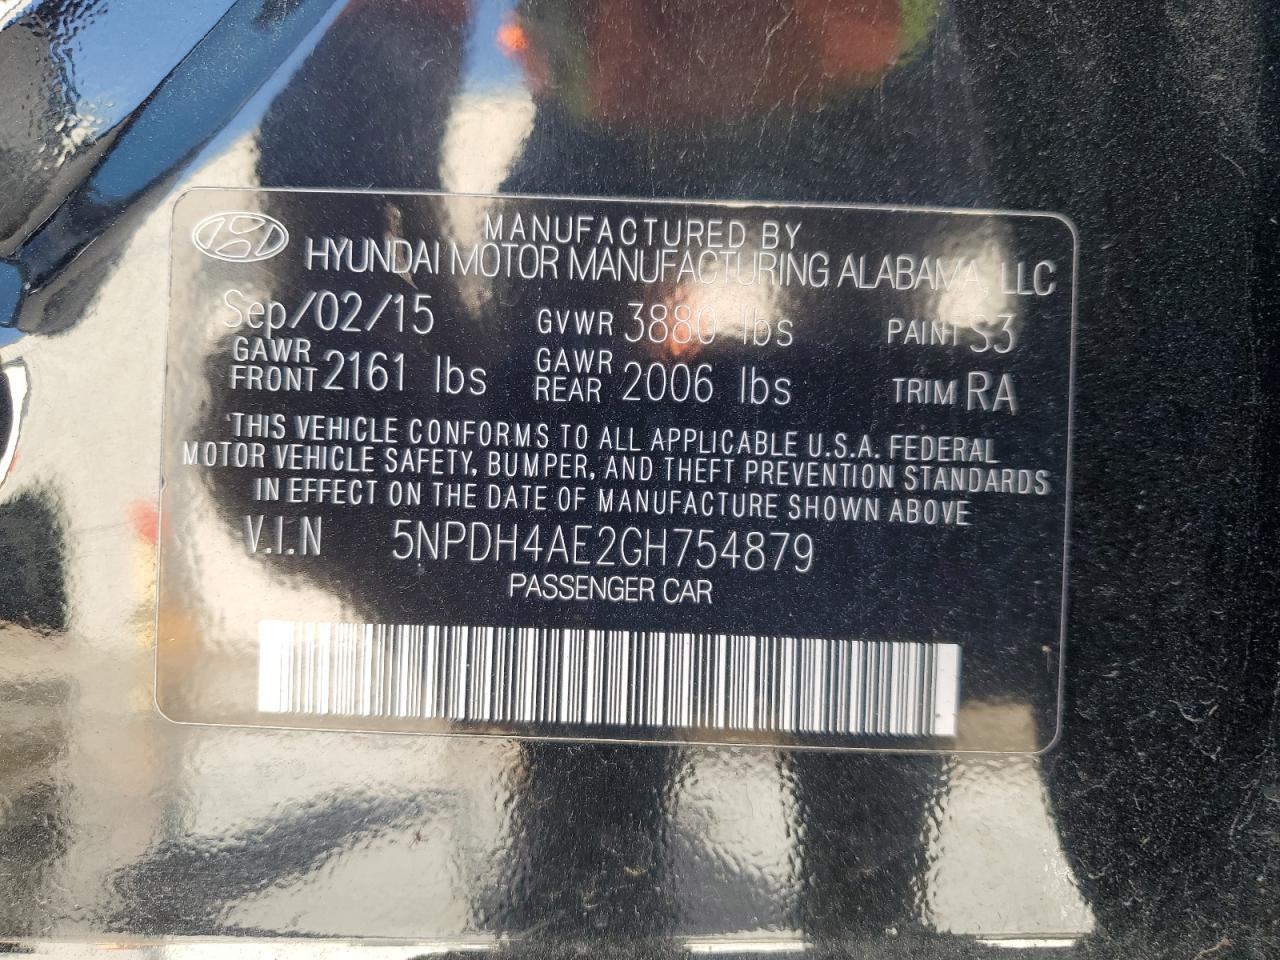 MANUFACTURED BY
HYUNDAI MOTOR MANUFACTURING ALABAMA, LLC
Sep/02/15 GVWR 3880 lbs PAINT S3
GAWR FRONT 2161 lbs GAWR REAR 2006 lbs TRIM RA
THIS VEHICLE CONFORMS TO ALL APPLICABLE U.S.A. FEDERAL
MOTOR VEHICLE SAFETY, BUMPER, AND THEFT PREVENTION STANDARDS
IN EFFECT ON THE DATE OF MANUFACTURE SHOWN ABOVE
V.I.N 5NPDH4AE2GH754879
PASSENGER CAR